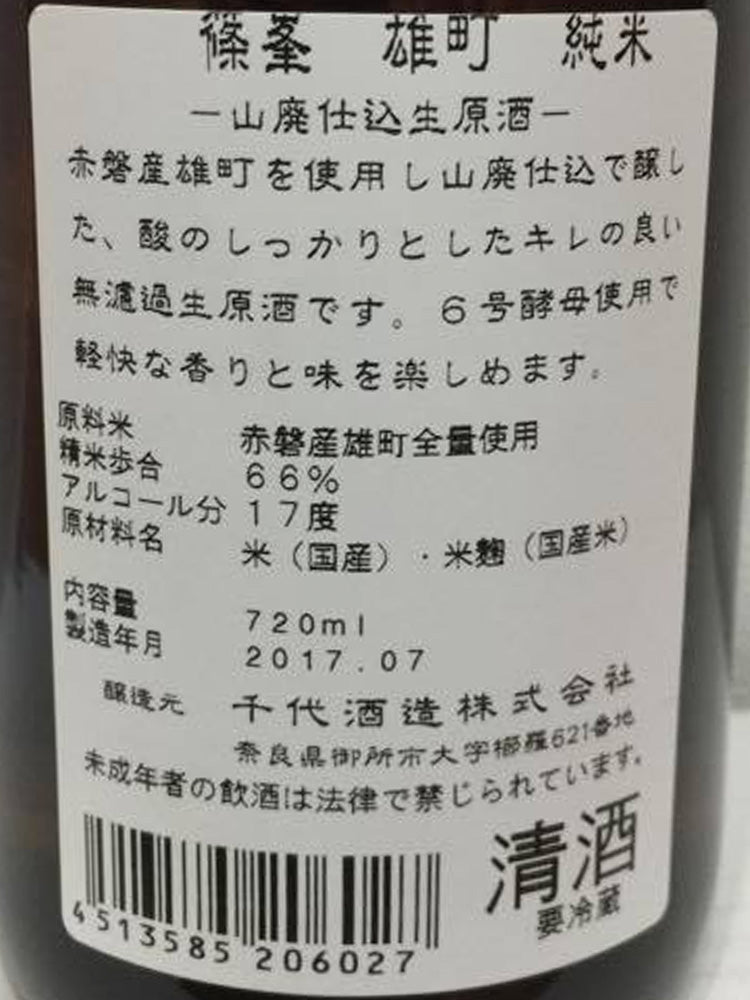 篠峯　雄町　純米
－山廃仕込生原酒－
赤磐産雄町を使用し山廃仕込で醸し
た、酸のしっかりとしたキレの良い
無濾過生原酒です。６号酵母使用で
軽快な香りと味を楽しめます。
原料米　赤磐産雄町全量使用
精米歩合　６６％
アルコール分　１７度
原材料名　米（国産）・米麹（国産米）
内容量　720ml
製造年月　2017.07
醸造元　千代酒造株式会社
奈良県御所市大字櫛羅621番地
未成年者の飲酒は法律で禁じられています。
清酒
要冷蔵
4 513585 206027